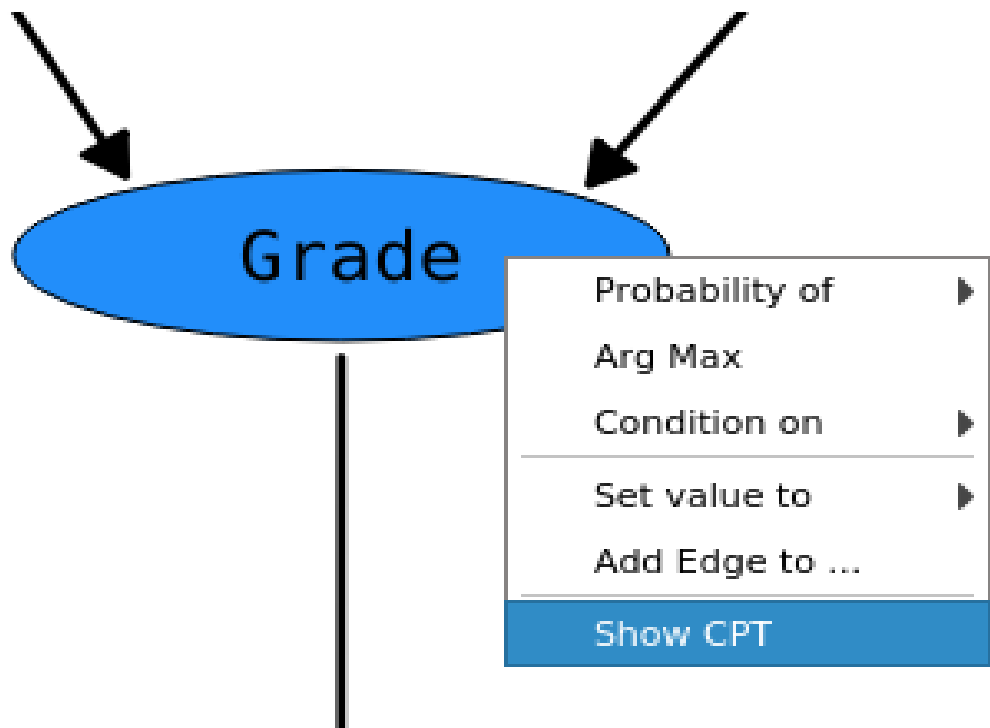 Grade
Probability of
Arg Max
Condition on
Set value to
Add Edge to ...
Show CPT